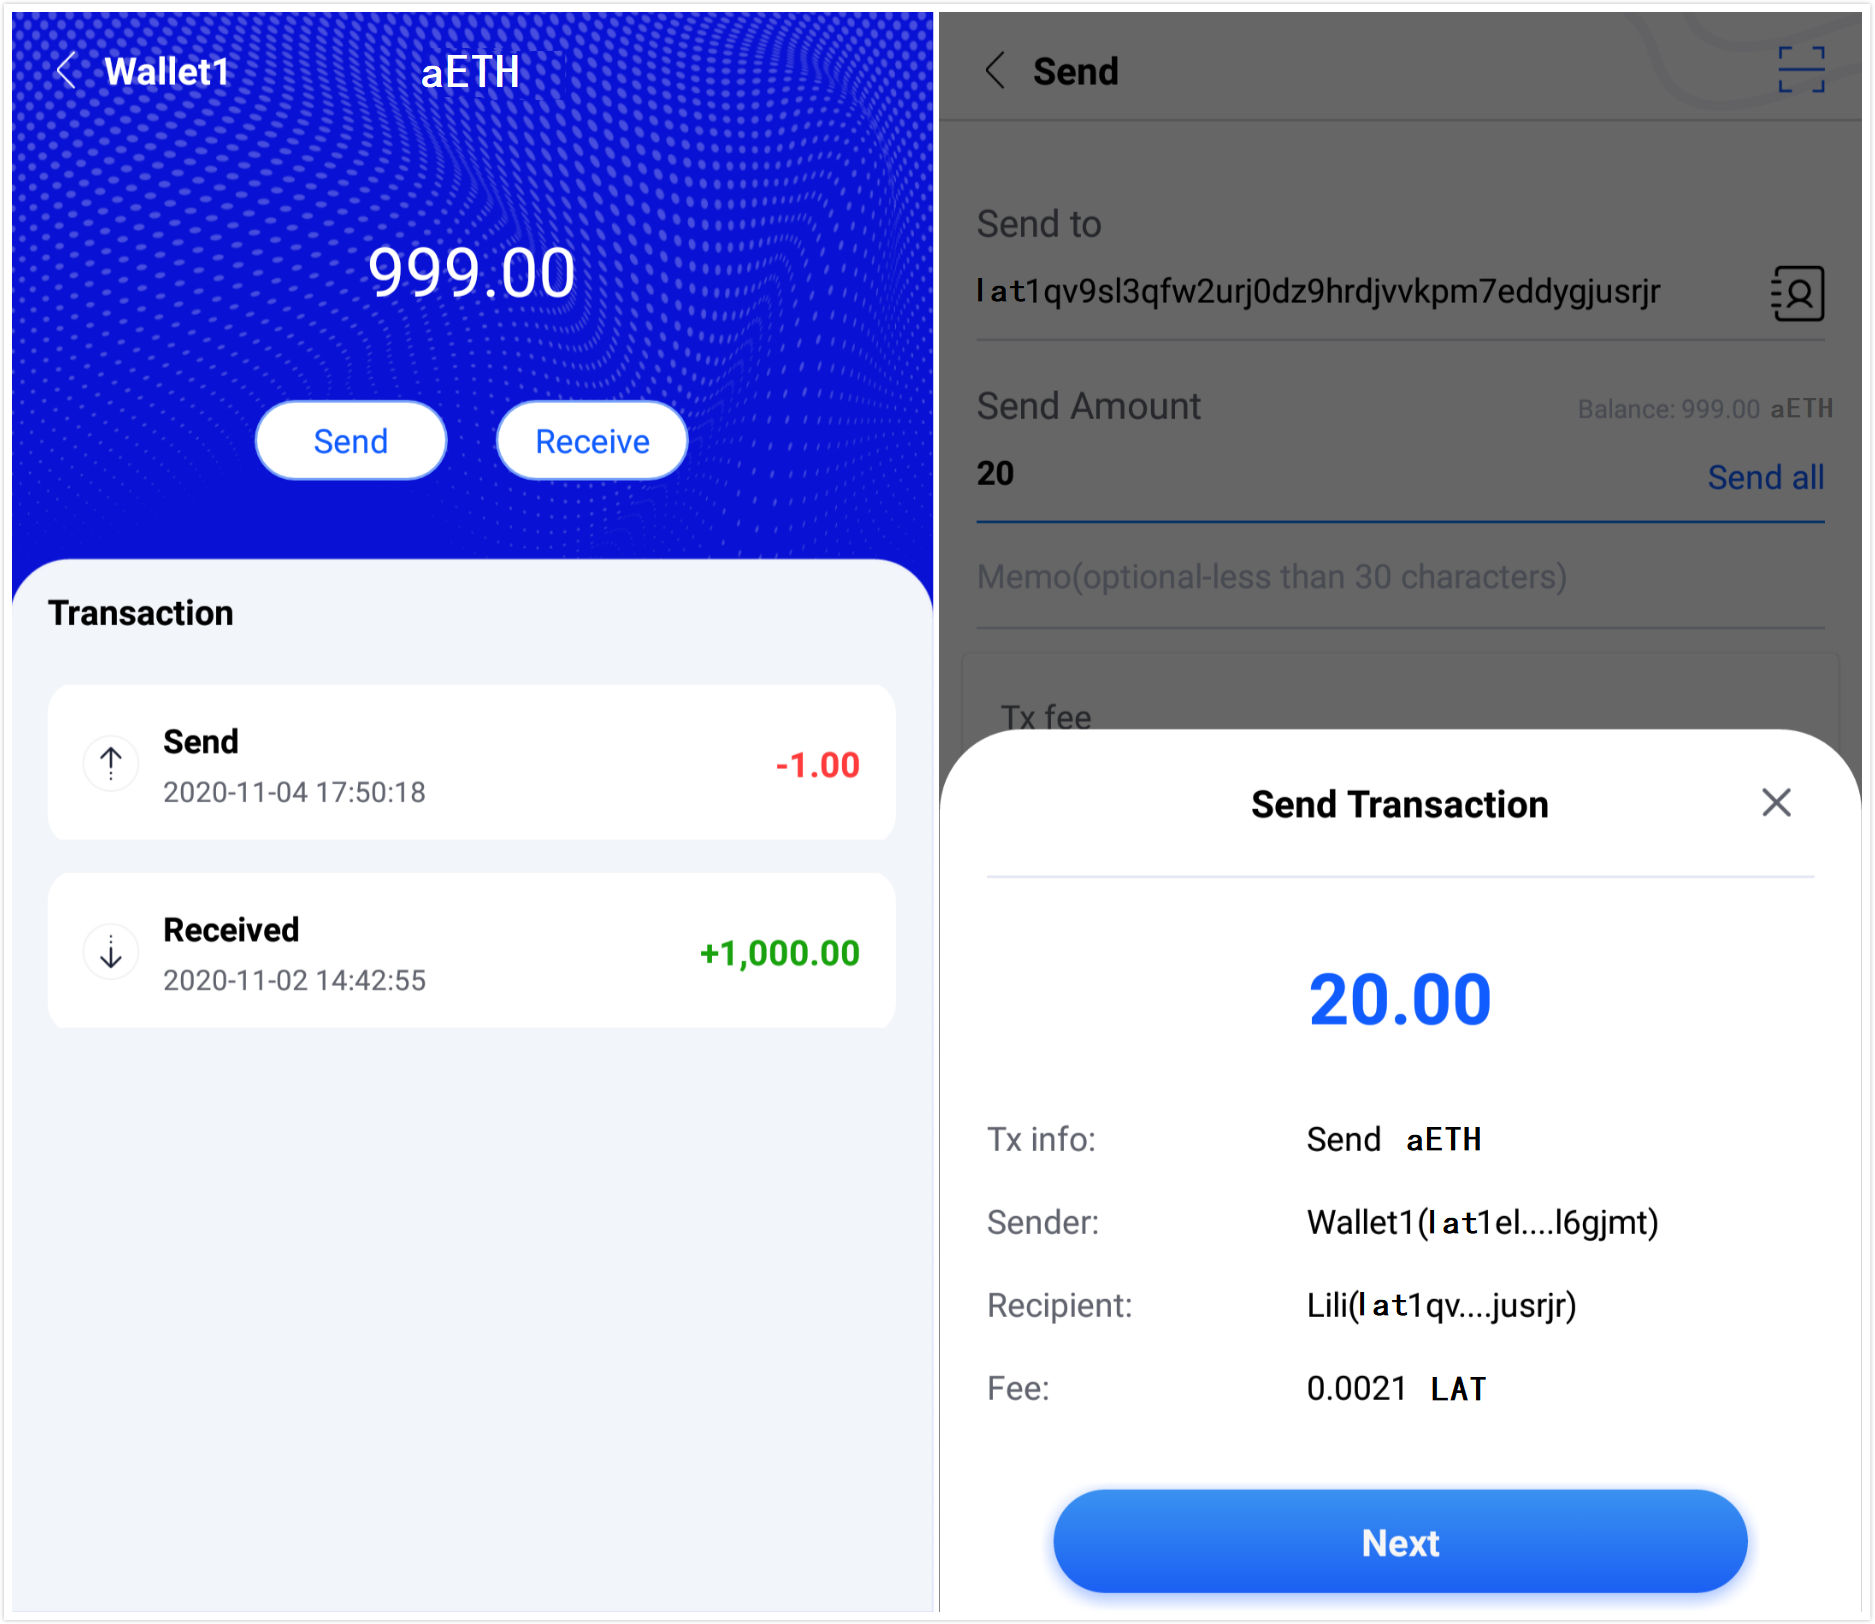 Wallet1 aETH
999.00
Send Receive
Transaction
Send
2020-11-04 17:50:18
-1.00
Received
2020-11-02 14:42:55
+1,000.00
Send
Send to
lat1qv9sl3qfw2urj0dz9hrdjvvkpm7eddygjusrjr
Send Amount Balance: 999.00 aETH
20 Send all
Memo(optional-less than 30 characters)
Tx fee
Send Transaction
20.00
Tx info: Send aETH
Sender: Wallet1(lat1el....l6gjmt)
Recipient: Lili(lat1qv....jusrjr)
Fee: 0.0021 LAT
Next